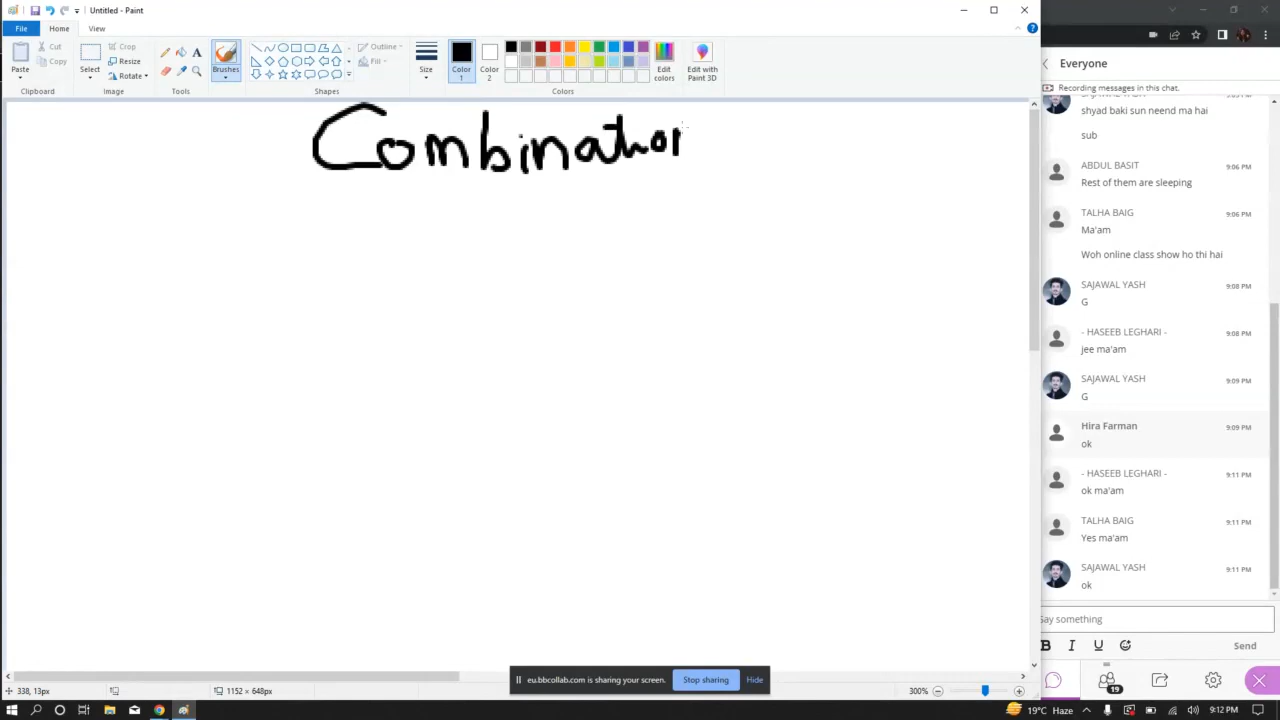 Untitled - Paint
File
Home
View
Paste
Cut
Copy
Clipboard
Select
Crop
Resize
Rotate
Image
Tools
Brushes
Outline
Fill
Shapes
Size
Color
1
Color
2
Edit
colors
Edit with
Paint 3D
Colors
Combinator
338, 13px
1152 × 648px
300%
eu.bbcollab.com is sharing your screen.
Stop sharing
Hide
Everyone
Recording messages in this chat.
shyad baki sun neend ma hai
sub
ABDUL BASIT
9:06 PM
Rest of them are sleeping
TALHA BAIG
9:06 PM
Ma'am
Woh online class show ho thi hai
SAJAWAL YASH
9:08 PM
G
- HASEEB LEGHARI -
9:08 PM
jee ma'am
SAJAWAL YASH
9:09 PM
G
Hira Farman
9:09 PM
ok
- HASEEB LEGHARI -
9:11 PM
ok ma'am
TALHA BAIG
9:11 PM
Yes ma'am
SAJAWAL YASH
9:11 PM
ok
Say something
B I U
Send
19
19°C Haze
9:12 PM